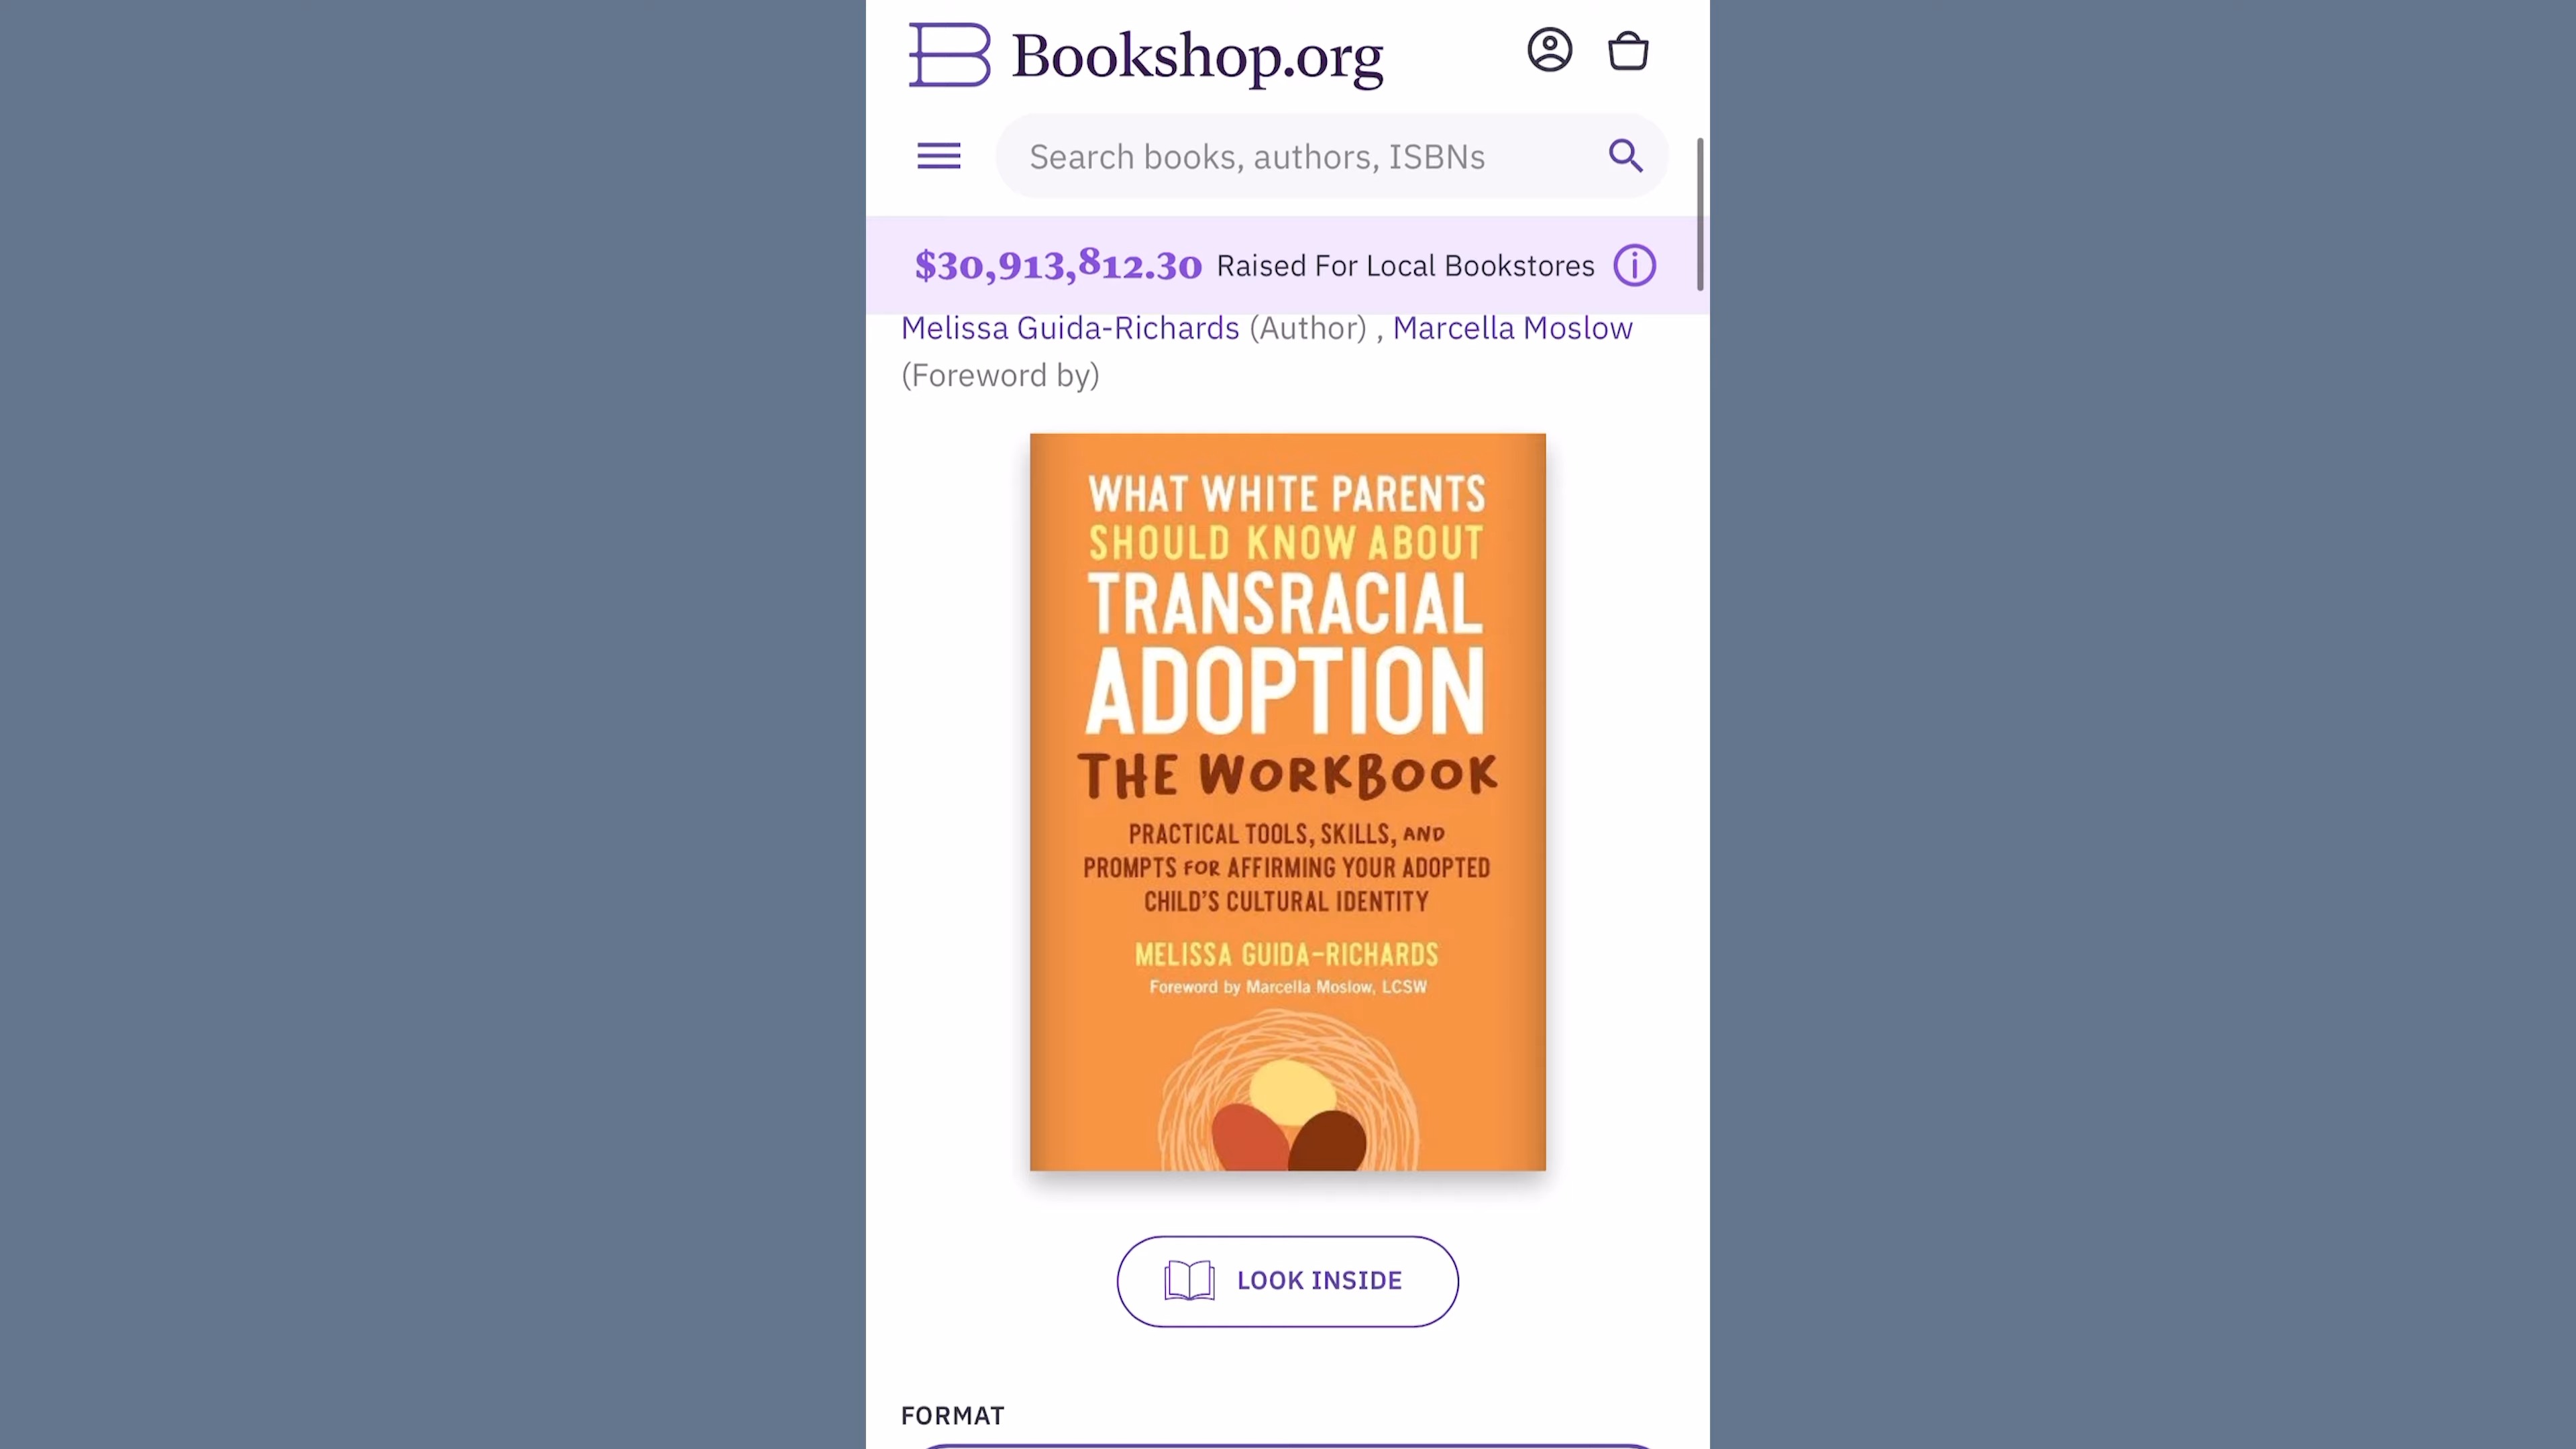 Bookshop.org
Search books, authors, ISBNs
$30,913,812.30 Raised For Local Bookstores
Melissa Guida-Richards (Author) , Marcella Moslow
(Foreword by)
WHAT WHITE PARENTS
SHOULD KNOW ABOUT
TRANSRACIAL
ADOPTION
THE WORKBOOK
PRACTICAL TOOLS, SKILLS, AND
PROMPTS FOR AFFIRMING YOUR ADOPTED
CHILD'S CULTURAL IDENTITY
MELISSA GUIDA-RICHARDS
Foreword by Marcella Moslow, LCSW
LOOK INSIDE
FORMAT